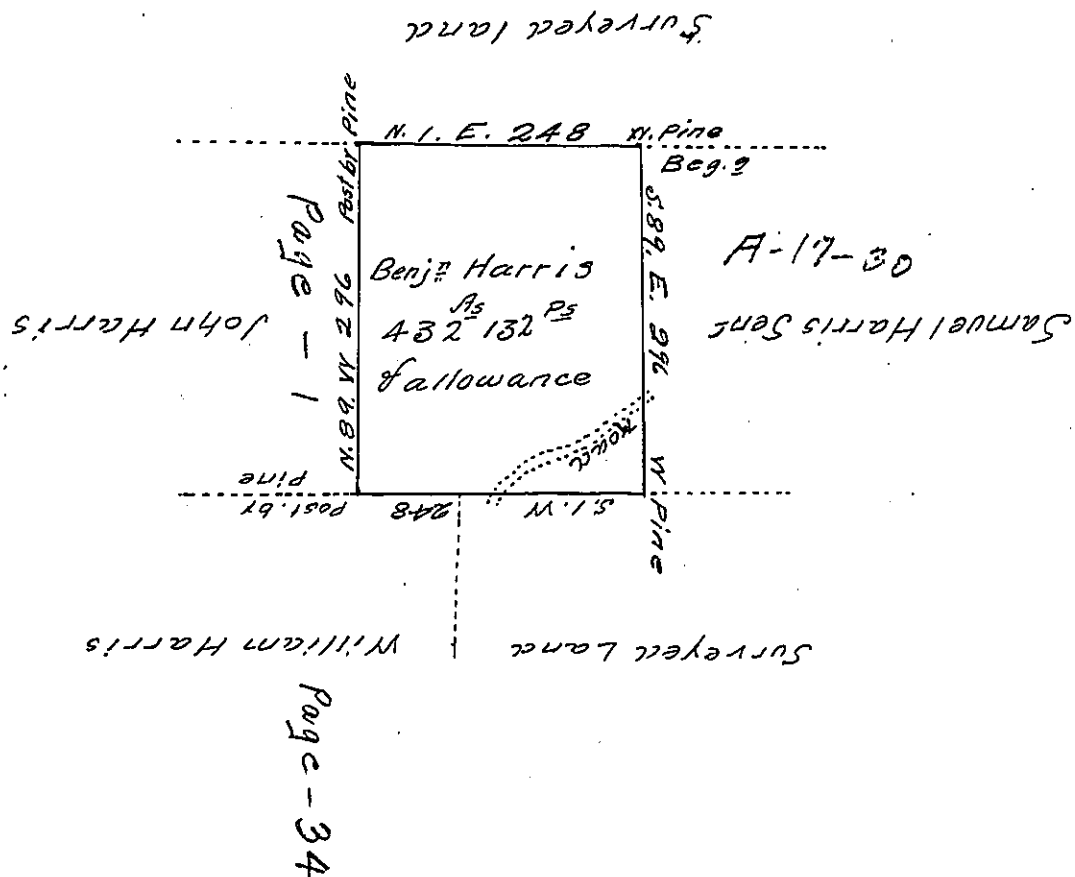 Surveyed land
N. 1. E. 248
W. Pine
Beg.g
Post by Pine
N. 89. W 296
S. 89. E. 296
W Pine
Benjn Harris
432 As 132 Ps
& allowance
Road
A-17-30
Samuel Harris Senr
John Harris
Page - 1
Post. by
Pine
248
S. 1. W
William Harris
Surveyed Land
Page - 34